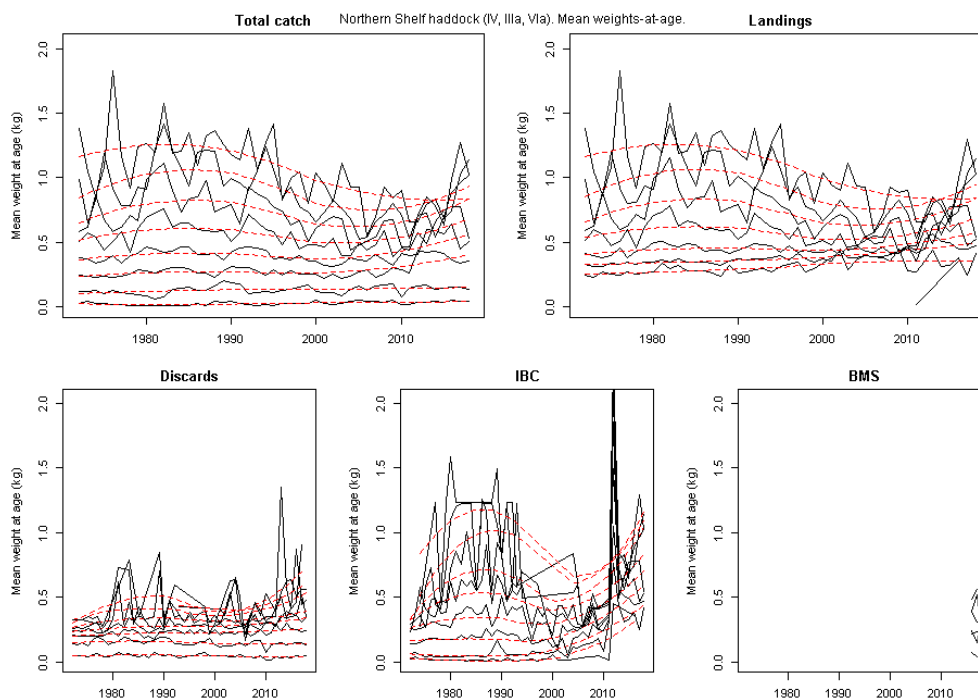 Total catch
Northern Shelf haddock (IV, IIIa, VIa). Mean weights-at-age.
Landings
Mean weight at age (kg)
0.0 0.5 1.0 1.5 2.0
1980 1990 2000 2010
Mean weight at age (kg)
0.0 0.5 1.0 1.5 2.0
1980 1990 2000 2010
Discards
IBC
BMS
Mean weight at age (kg)
0.0 0.5 1.0 1.5 2.0
1980 1990 2000 2010
Mean weight at age (kg)
0.0 0.5 1.0 1.5 2.0
1980 1990 2000 2010
Mean weight at age (kg)
0.0 0.5 1.0 1.5 2.0
1980 1990 2000 2010